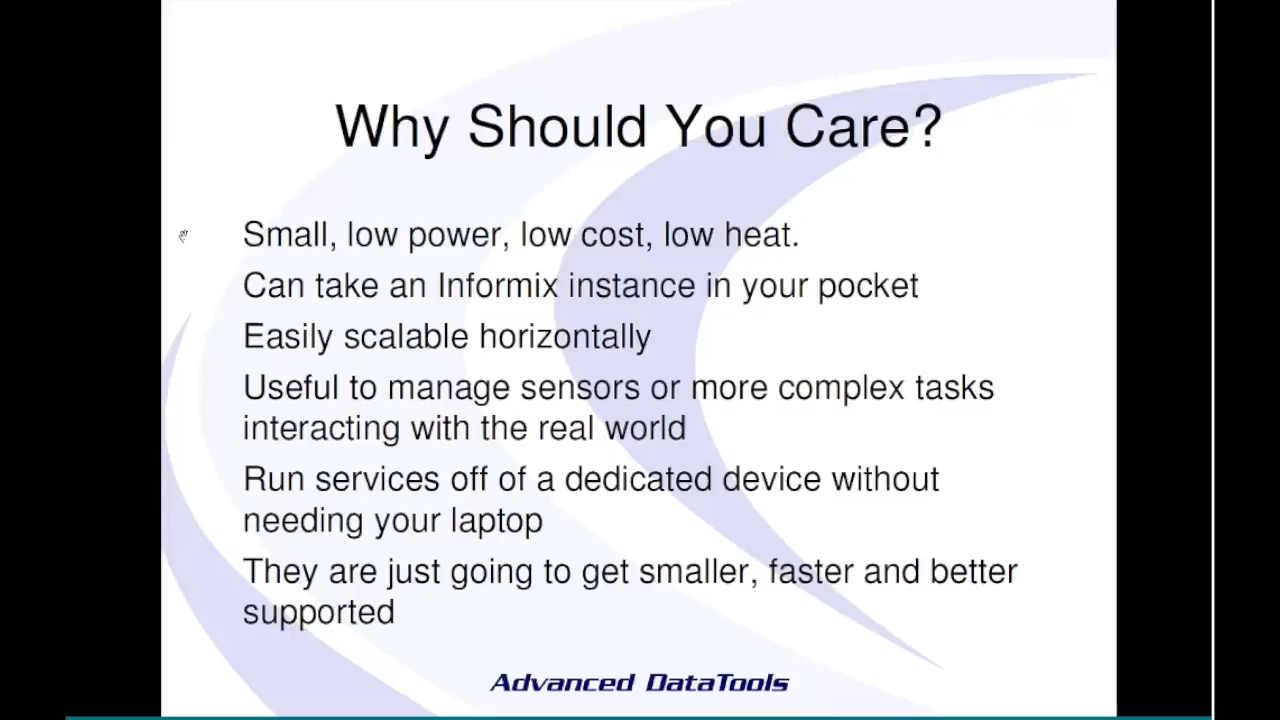 Why Should You Care?
Small, low power, low cost, low heat.
Can take an Informix instance in your pocket
Easily scalable horizontally
Useful to manage sensors or more complex tasks
interacting with the real world
Run services off of a dedicated device without
needing your laptop
They are just going to get smaller, faster and better
supported
Advanced DataTools